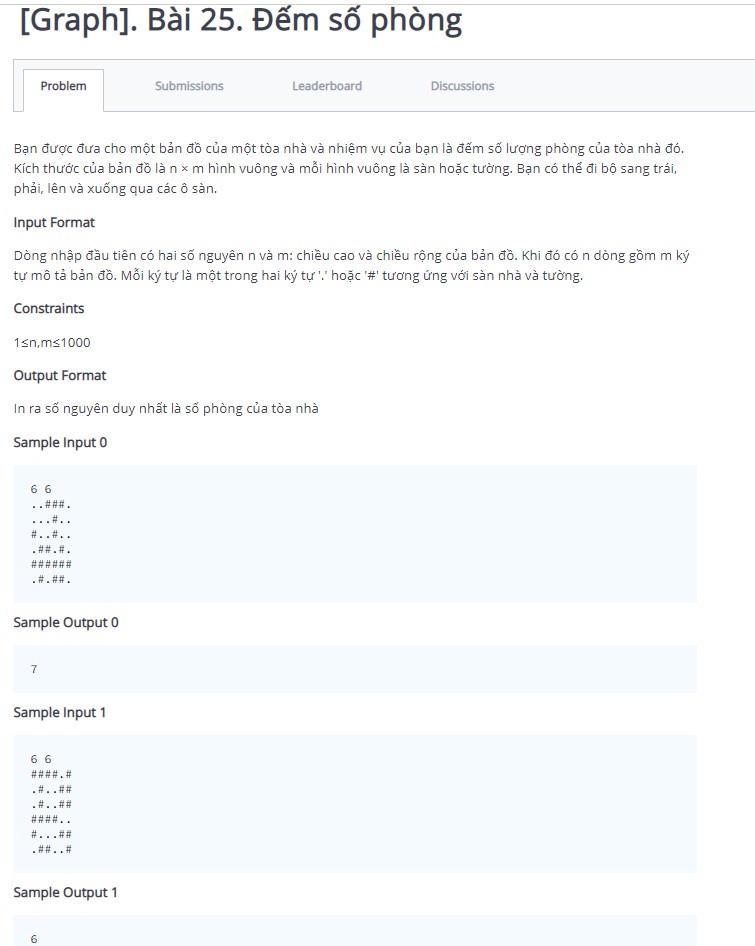 [Graph]. Bài 25. Đếm số phòng
Problem
Submissions
Leaderboard
Discussions
Bạn được đưa cho một bản đồ của một tòa nhà và nhiệm vụ của bạn là đếm số lượng phòng của tòa nhà đó.
Kích thước của bản đồ là n × m hình vuông và mỗi hình vuông là sàn hoặc tường. Bạn có thể đi bộ sang trái,
phải, lên và xuống qua các ô sàn.
Input Format
Dòng nhập đầu tiên có hai số nguyên n và m: chiều cao và chiều rộng của bản đồ. Khi đó có n dòng gồm m ký
tự mô tả bản đồ. Mỗi ký tự là một trong hai ký tự '.' hoặc '#' tương ứng với sàn nhà và tường.
Constraints
1≤n,m≤1000
Output Format
In ra số nguyên duy nhất là số phòng của tòa nhà
Sample Input 0
6 6
..###.
...#..
#..#..
.##.#.
######
.#.##.
Sample Output 0
7
Sample Input 1
6 6
####.#
.#..##
.#..##
####..
#...##
.##..#
Sample Output 1
6